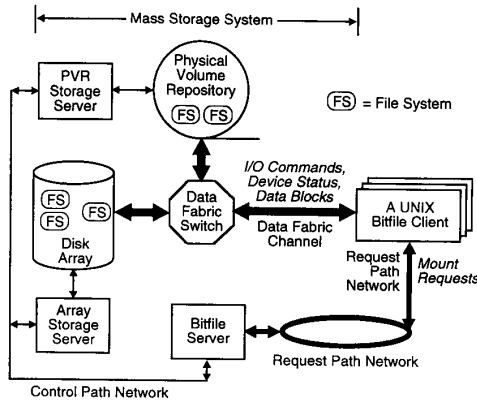 Mass Storage System
PVR
Storage
Server
Physical
Volume
Repository
FS FS
FS = File System
I/O Commands,
Device Status,
Data Blocks
FS
FS
FS
Disk
Array
Data
Fabric
Switch
Data Fabric
Channel
A UNIX
Bitfile Client
Request
Path
Network
Mount
Requests
Array
Storage
Server
Bitfile
Server
Request Path Network
Control Path Network